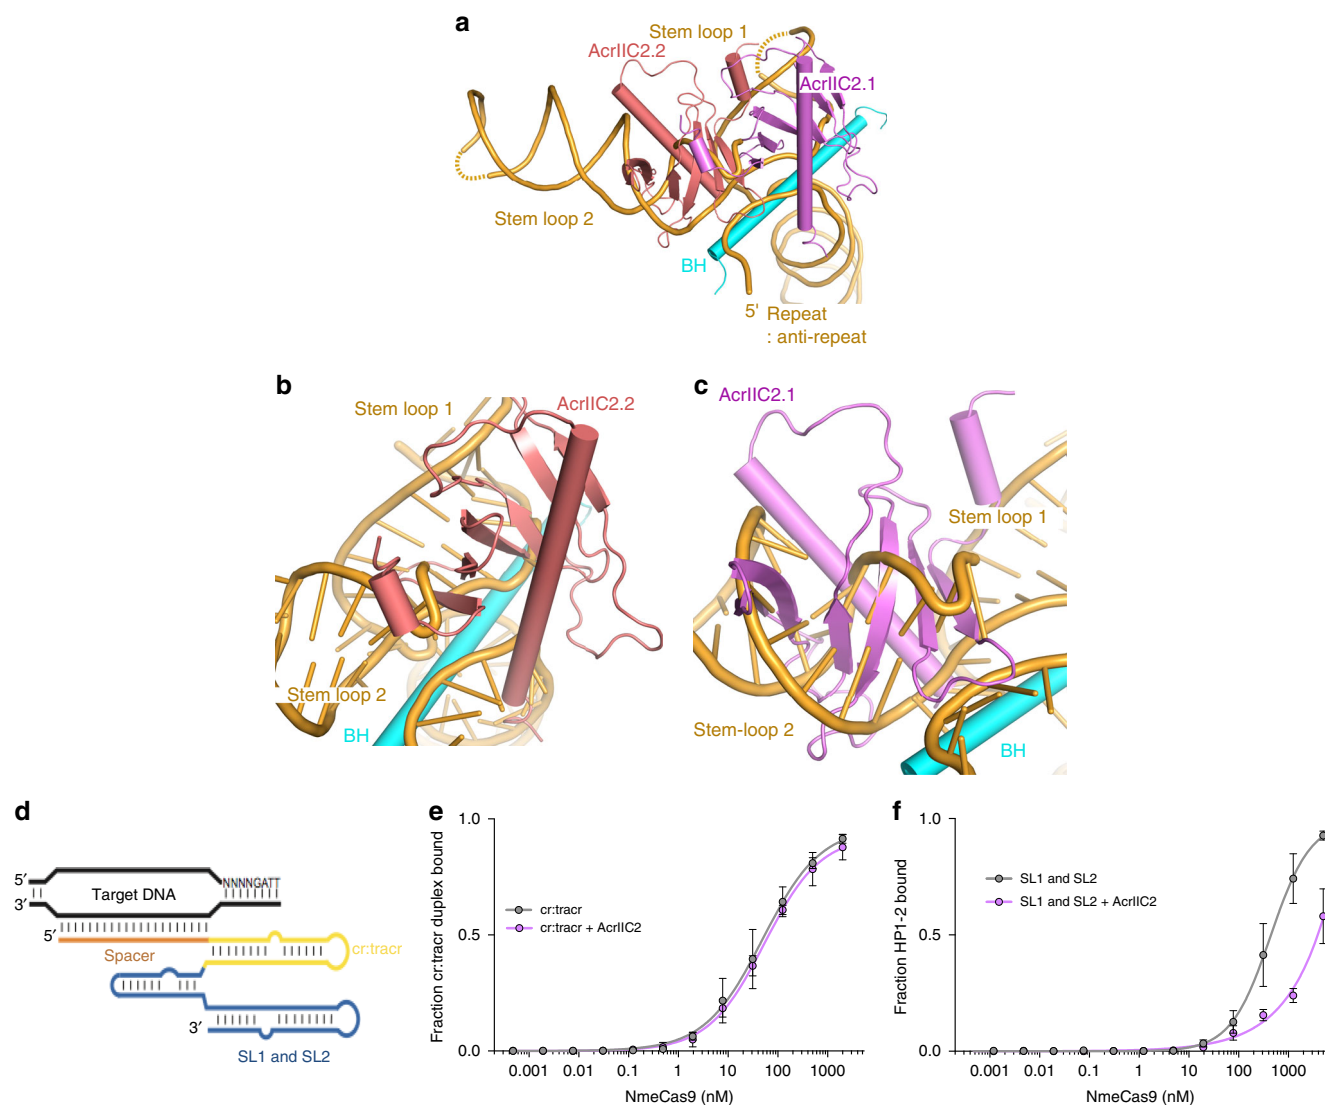 a
Stem loop 1
AcrIIC2.2
AcrIIC2.1
Stem loop 2
BH
5' Repeat
: anti-repeat
b
Stem loop 1
AcrIIC2.2
Stem loop 2
BH
c
AcrIIC2.1
Stem loop 1
Stem-loop 2
BH
d
5′
NNNNGATT
Target DNA
3′
5′
Spacer
cr:tracr
3′
SL1 and SL2
e
Fraction cr:tracr duplex bound
1.0
0.5
0.0
cr:tracr
cr:tracr + AcrIIC2
0.001 0.01 0.1 1 10 100 1000
NmeCas9 (nM)
f
Fraction HP1-2 bound
1.0
0.5
0.0
SL1 and SL2
SL1 and SL2 + AcrIIC2
0.001 0.01 0.1 1 10 100 1000
NmeCas9 (nM)